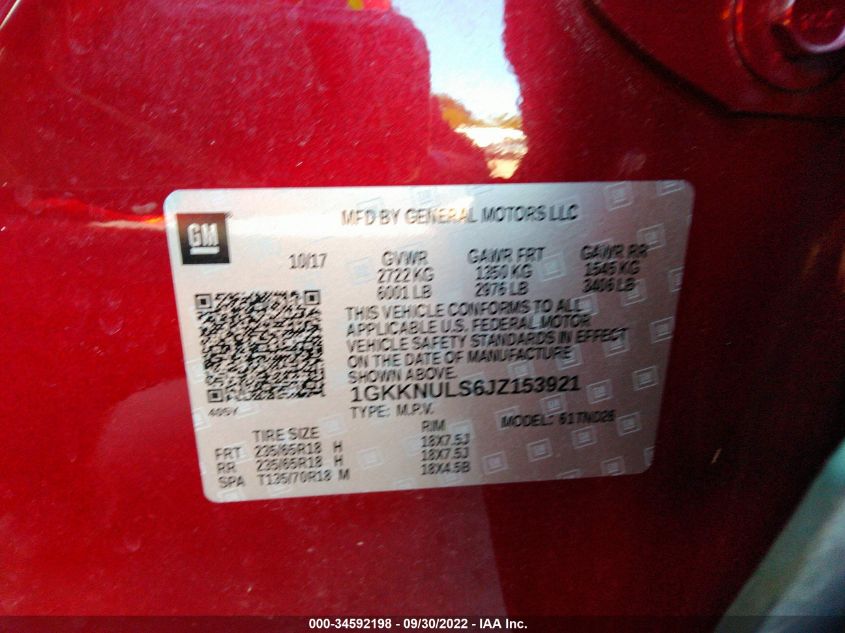 GM
MFD BY GENERAL MOTORS LLC
10/17 GVWR GAWR FRT GAWR RR
2722 KG 1350 KG 1545 KG
6001 LB 2976 LB 3406 LB
THIS VEHICLE CONFORMS TO ALL
APPLICABLE U.S. FEDERAL MOTOR
VEHICLE SAFETY STANDARDS IN EFFECT
ON THE DATE OF MANUFACTURE
SHOWN ABOVE.
1GKKNULS6JZ153921
40SY
TYPE: M.P.V. MODEL: 61TND26
TIRE SIZE RIM
FRT 235/65R18 H 18X7.5J
RR 235/65R18 H 18X7.5J
SPA T135/70R18 M 18X4.5B
000-34592198 - 09/30/2022 - IAA Inc.